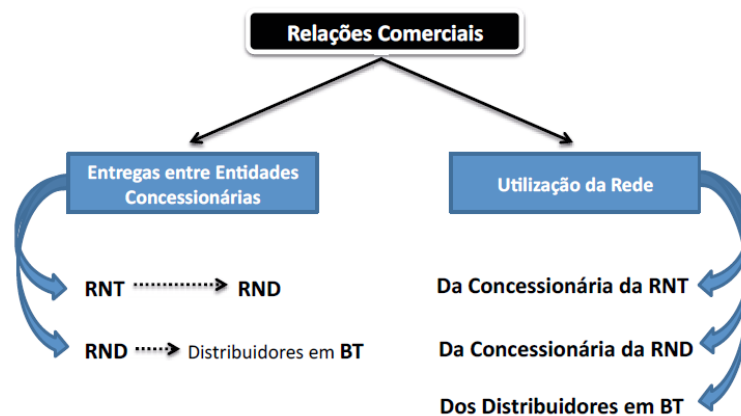 Relações Comerciais
Entregas entre Entidades
Concessionárias
RNT RND
RND Distribuidores em BT
Utilização da Rede
Da Concessionária da RNT
Da Concessionária da RND
Dos Distribuidores em BT